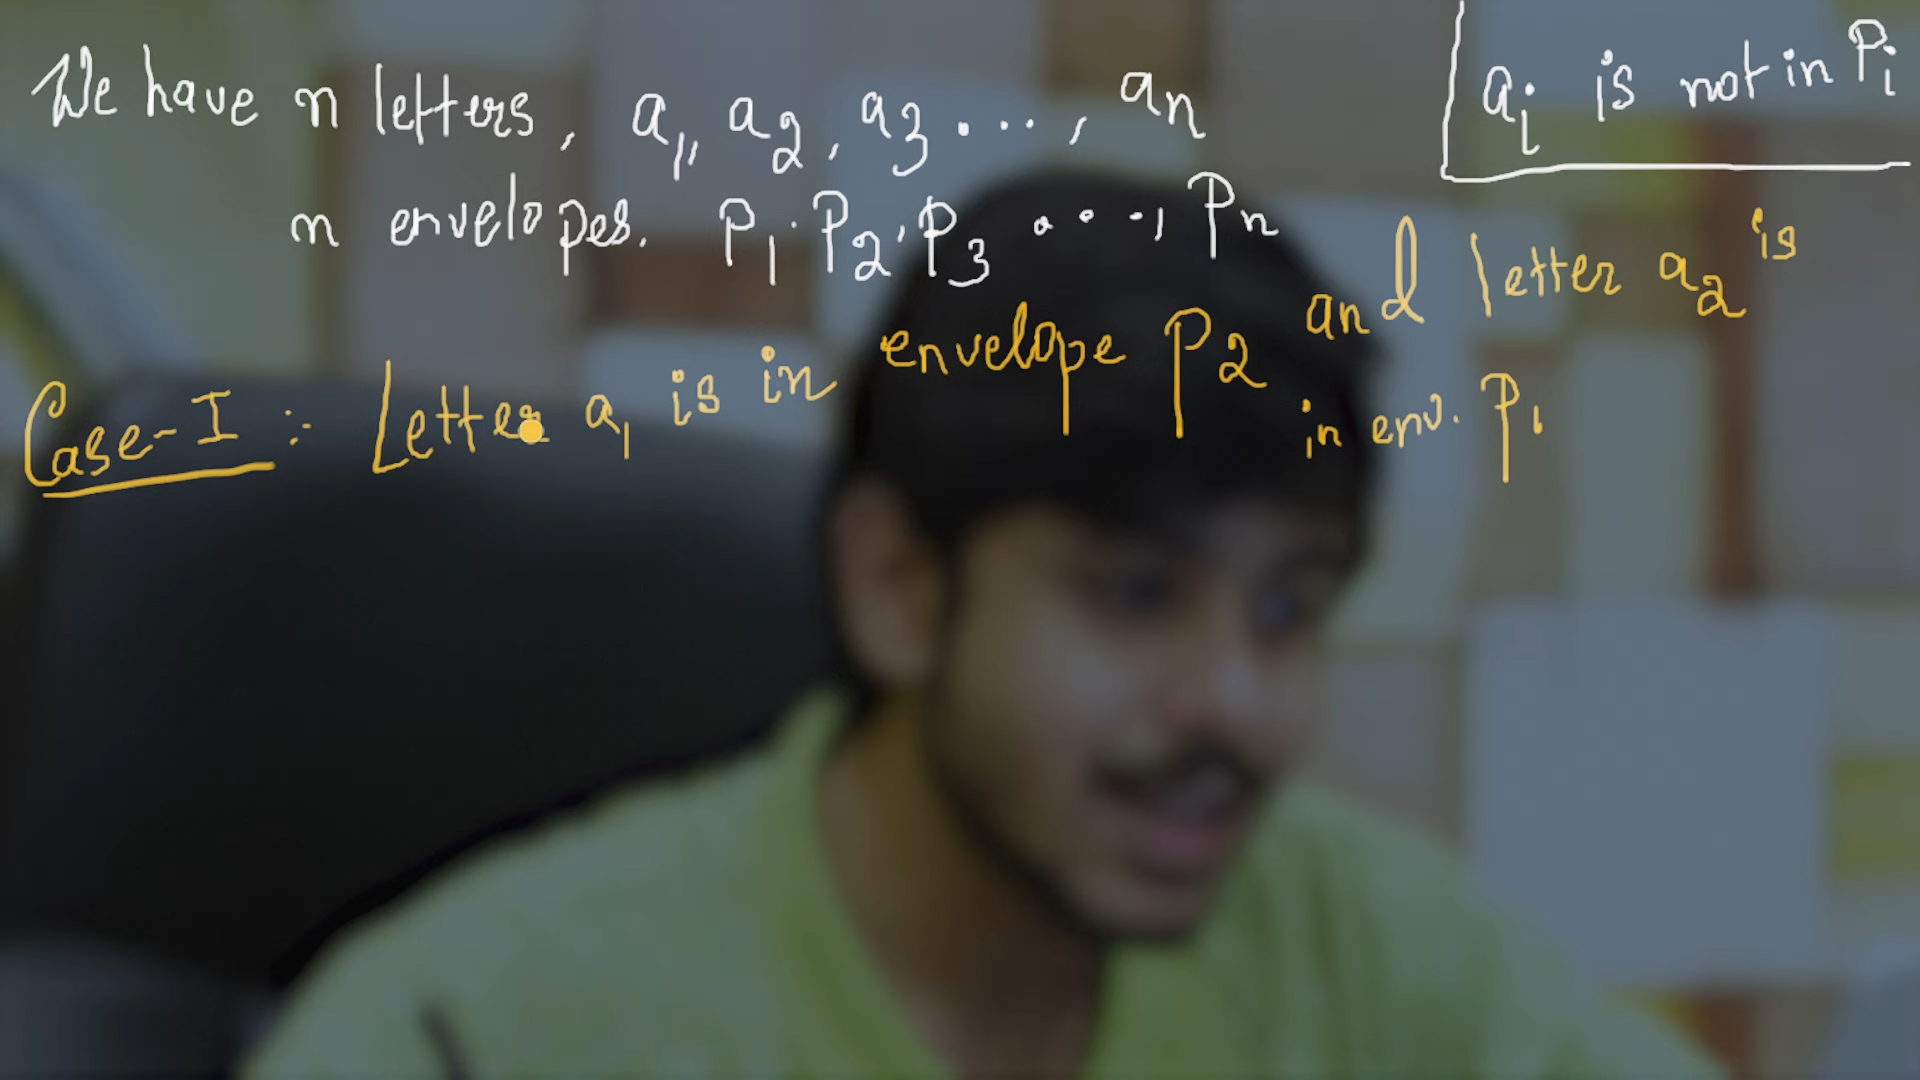 We have n letters, a1, a2, a3 ...., an
ai is not in Pi
n envelopes. P1. P2, P3 ...., Pn
Case-I :- Letter a1 is in envelope P2 and letter a2 is in env. P1